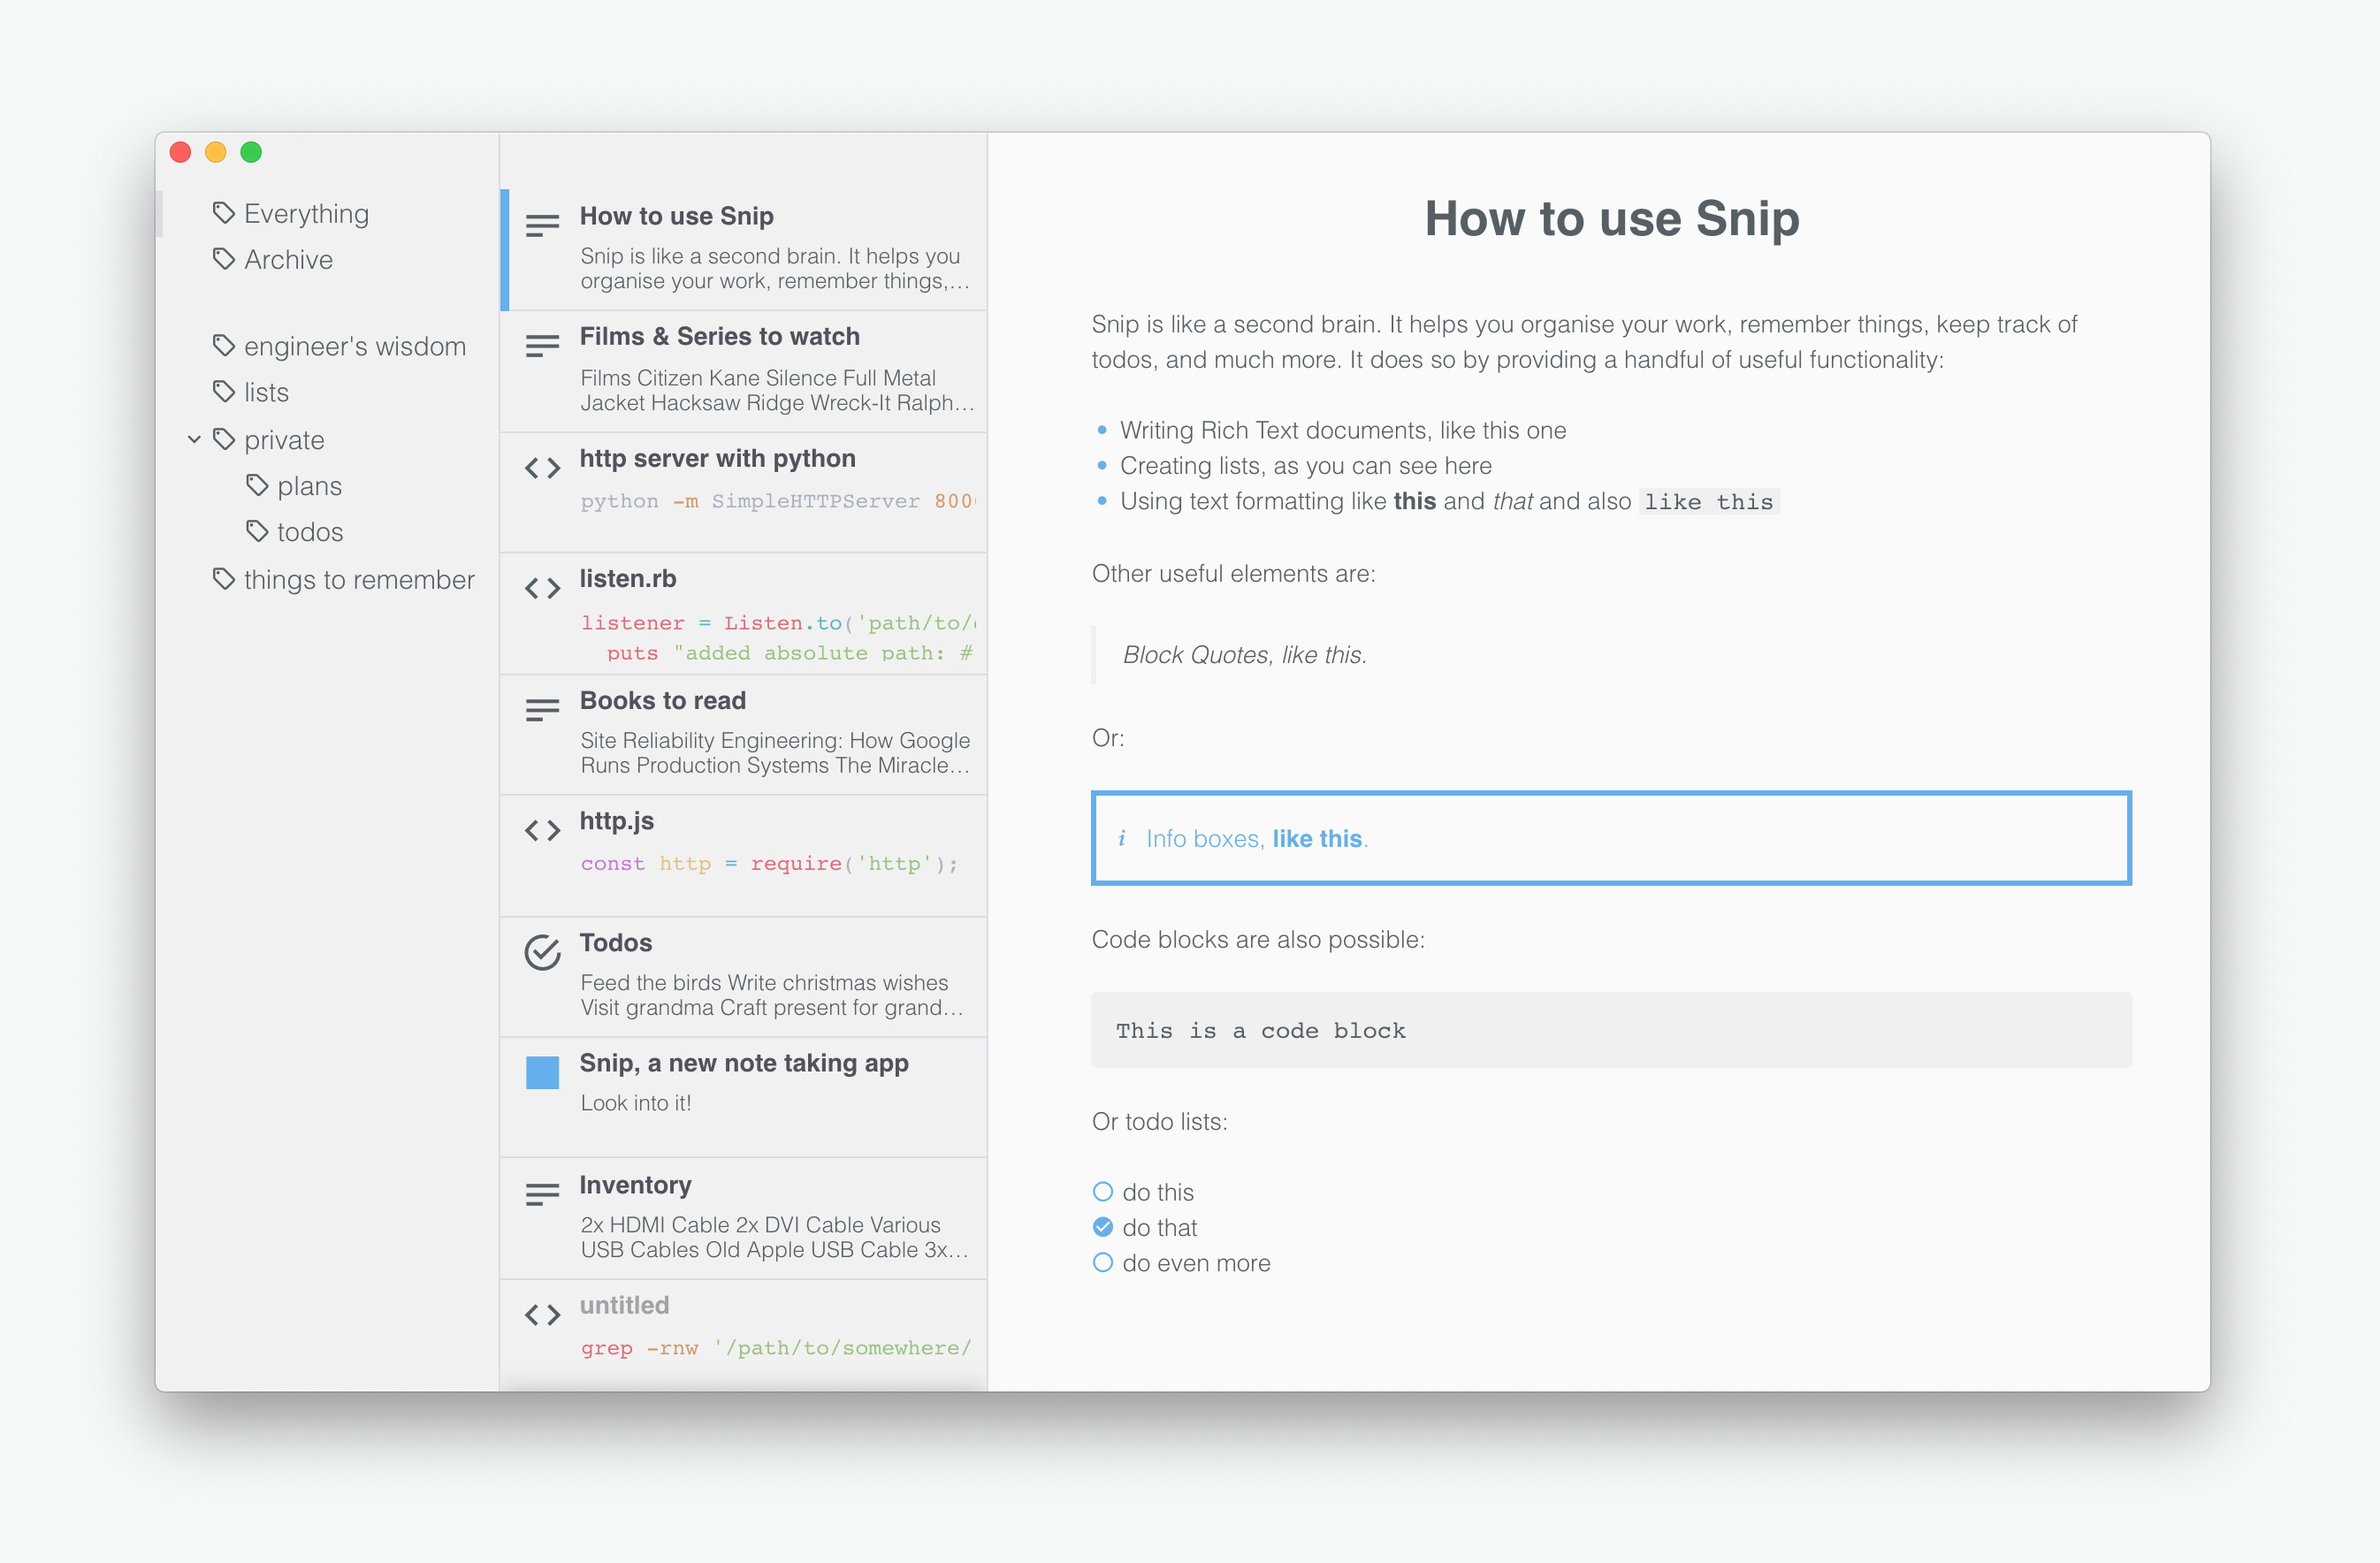 Everything
Archive
engineer's wisdom
lists
private
plans
todos
things to remember
How to use Snip
Snip is like a second brain. It helps you
organise your work, remember things,...
Films & Series to watch
Films Citizen Kane Silence Full Metal
Jacket Hacksaw Ridge Wreck-It Ralph...
http server with python
python -m SimpleHTTPServer 800
listen.rb
listener = Listen.to('path/to/
puts "added absolute path: #
Books to read
Site Reliability Engineering: How Google
Runs Production Systems The Miracle...
http.js
const http = require('http');
Todos
Feed the birds Write christmas wishes
Visit grandma Craft present for grand...
Snip, a new note taking app
Look into it!
Inventory
2x HDMI Cable 2x DVI Cable Various
USB Cables Old Apple USB Cable 3x...
untitled
grep -rnw '/path/to/somewhere/
How to use Snip
Snip is like a second brain. It helps you organise your work, remember things, keep track of
todos, and much more. It does so by providing a handful of useful functionality:
• Writing Rich Text documents, like this one
• Creating lists, as you can see here
• Using text formatting like this and that and also like this
Other useful elements are:
Block Quotes, like this.
Or:
i Info boxes, like this.
Code blocks are also possible:
This is a code block
Or todo lists:
do this
do that
do even more